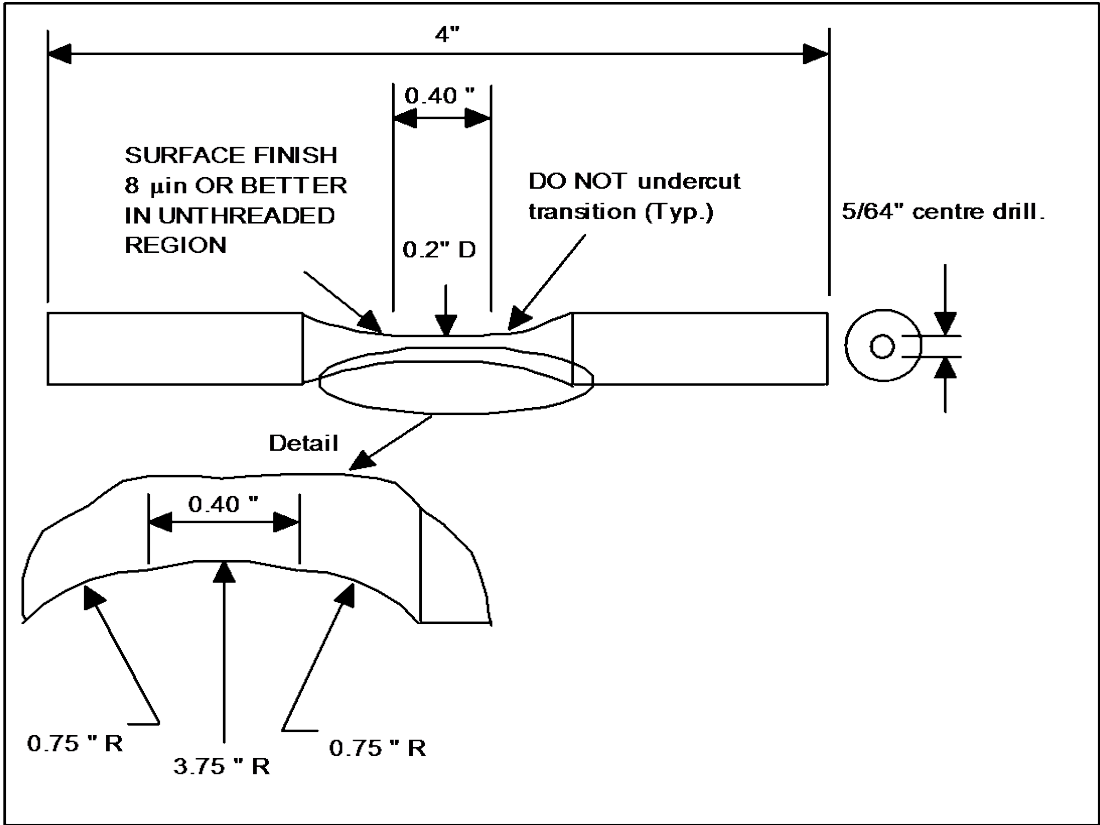 4"
0.40 "
SURFACE FINISH
8 µin OR BETTER
IN UNTHREADED
REGION
DO NOT undercut
transition (Typ.)
0.2" D
5/64" centre drill.
Detail
0.40 "
0.75 " R
3.75 " R
0.75 " R